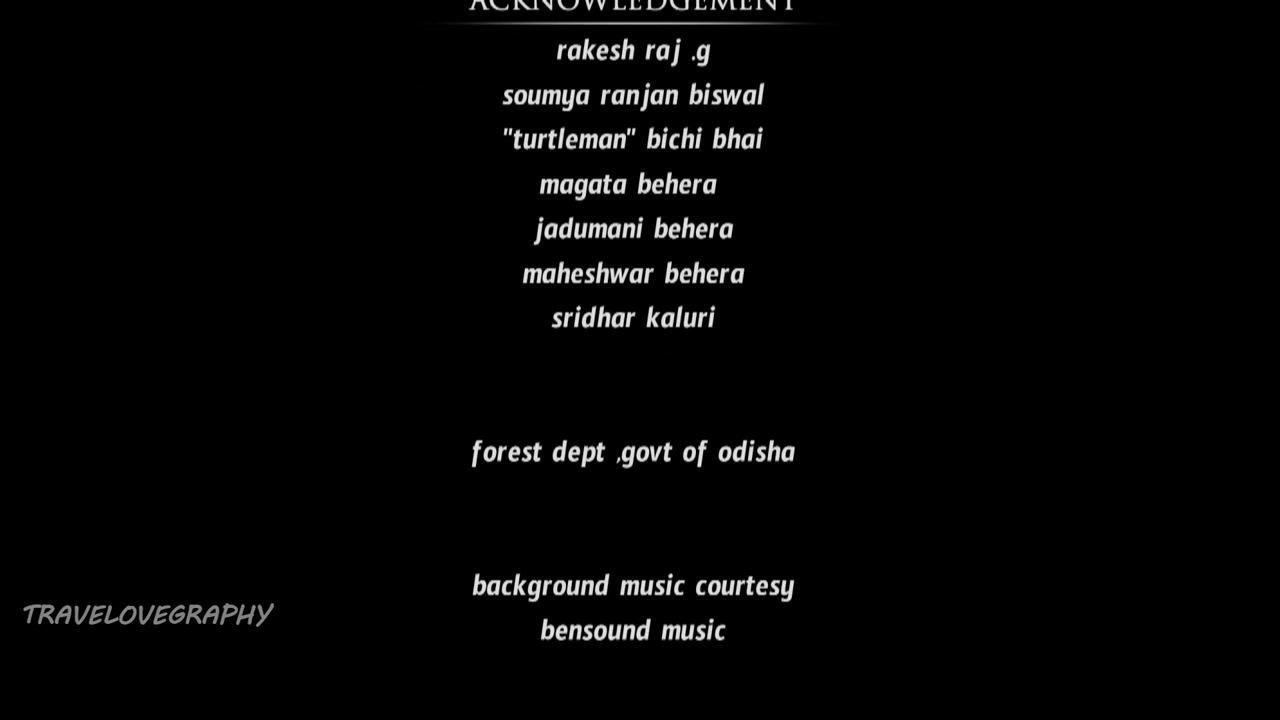 ACKNOWLEDGEMENT
rakesh raj .g
soumya ranjan biswal
"turtleman" bichi bhai
magata behera
jadumani behera
maheshwar behera
sridhar kaluri
forest dept ,govt of odisha
background music courtesy
bensound music
TRAVELOVEGRAPHY